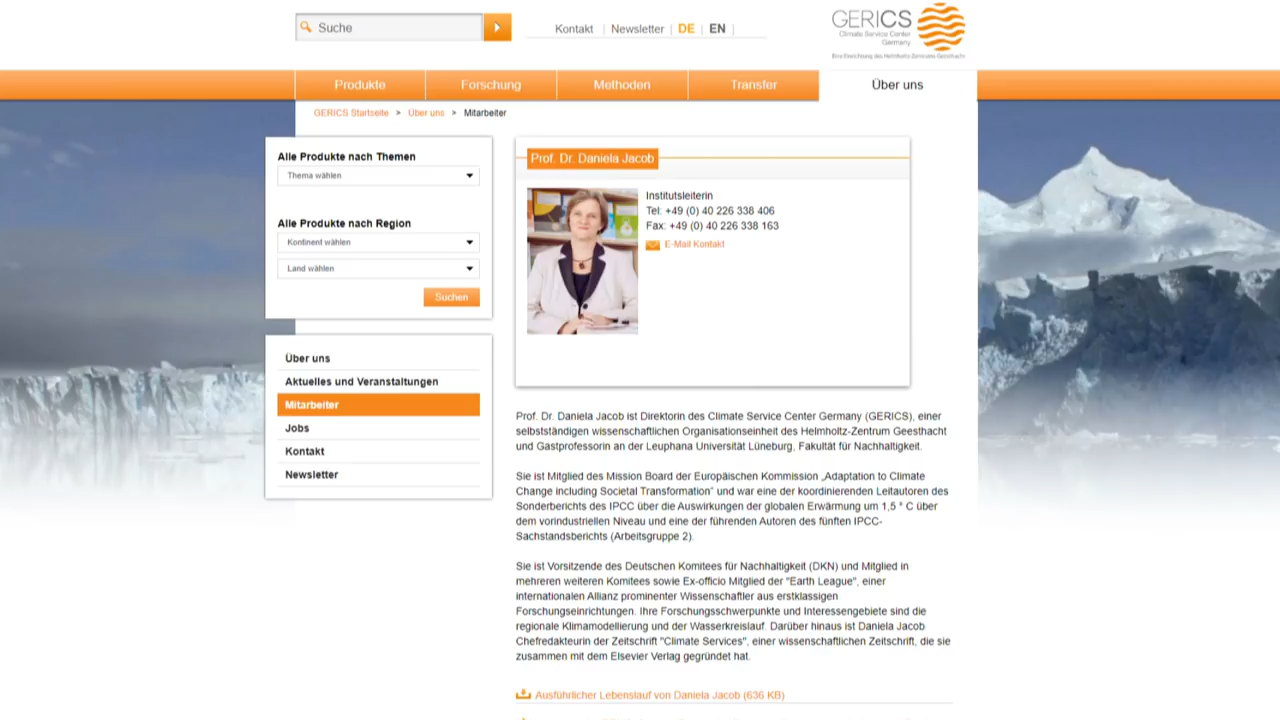 Suche
Kontakt | Newsletter | DE | EN |
GERICS
Climate Service Center
Germany
Eine Einrichtung des Helmholtz-Zentrums Geesthacht
Produkte
Forschung
Methoden
Transfer
Über uns
GERICS Startseite > Über uns > Mitarbeiter
Alle Produkte nach Themen
Thema wählen
Alle Produkte nach Region
Kontinent wählen
Land wählen
Suchen
Über uns
Aktuelles und Veranstaltungen
Mitarbeiter
Jobs
Kontakt
Newsletter
Prof. Dr. Daniela Jacob
Institutsleiterin
Tel: +49 (0) 40 226 338 406
Fax: +49 (0) 40 226 338 163
E-Mail Kontakt
Prof. Dr. Daniela Jacob ist Direktorin des Climate Service Center Germany (GERICS), einer
selbstständigen wissenschaftlichen Organisationseinheit des Helmholtz-Zentrum Geesthacht
und Gastprofessorin an der Leuphana Universität Lüneburg, Fakultät für Nachhaltigkeit.
Sie ist Mitglied des Mission Board der Europäischen Kommission „Adaptation to Climate
Change including Societal Transformation" und war eine der koordinierenden Leitautoren des
Sonderberichts des IPCC über die Auswirkungen der globalen Erwärmung um 1,5 ° C über
dem vorindustriellen Niveau und eine der führenden Autoren des fünften IPCC-
Sachstandsberichts (Arbeitsgruppe 2).
Sie ist Vorsitzende des Deutschen Komitees für Nachhaltigkeit (DKN) und Mitglied in
mehreren weiteren Komitees sowie Ex-officio Mitglied der "Earth League", einer
internationalen Allianz prominenter Wissenschaftler aus erstklassigen
Forschungseinrichtungen. Ihre Forschungsschwerpunkte und Interessengebiete sind die
regionale Klimamodellierung und der Wasserkreislauf. Darüber hinaus ist Daniela Jacob
Chefredakteurin der Zeitschrift "Climate Services", einer wissenschaftlichen Zeitschrift, die sie
zusammen mit dem Elsevier Verlag gegründet hat.
Ausführlicher Lebenslauf von Daniela Jacob (636 KB)